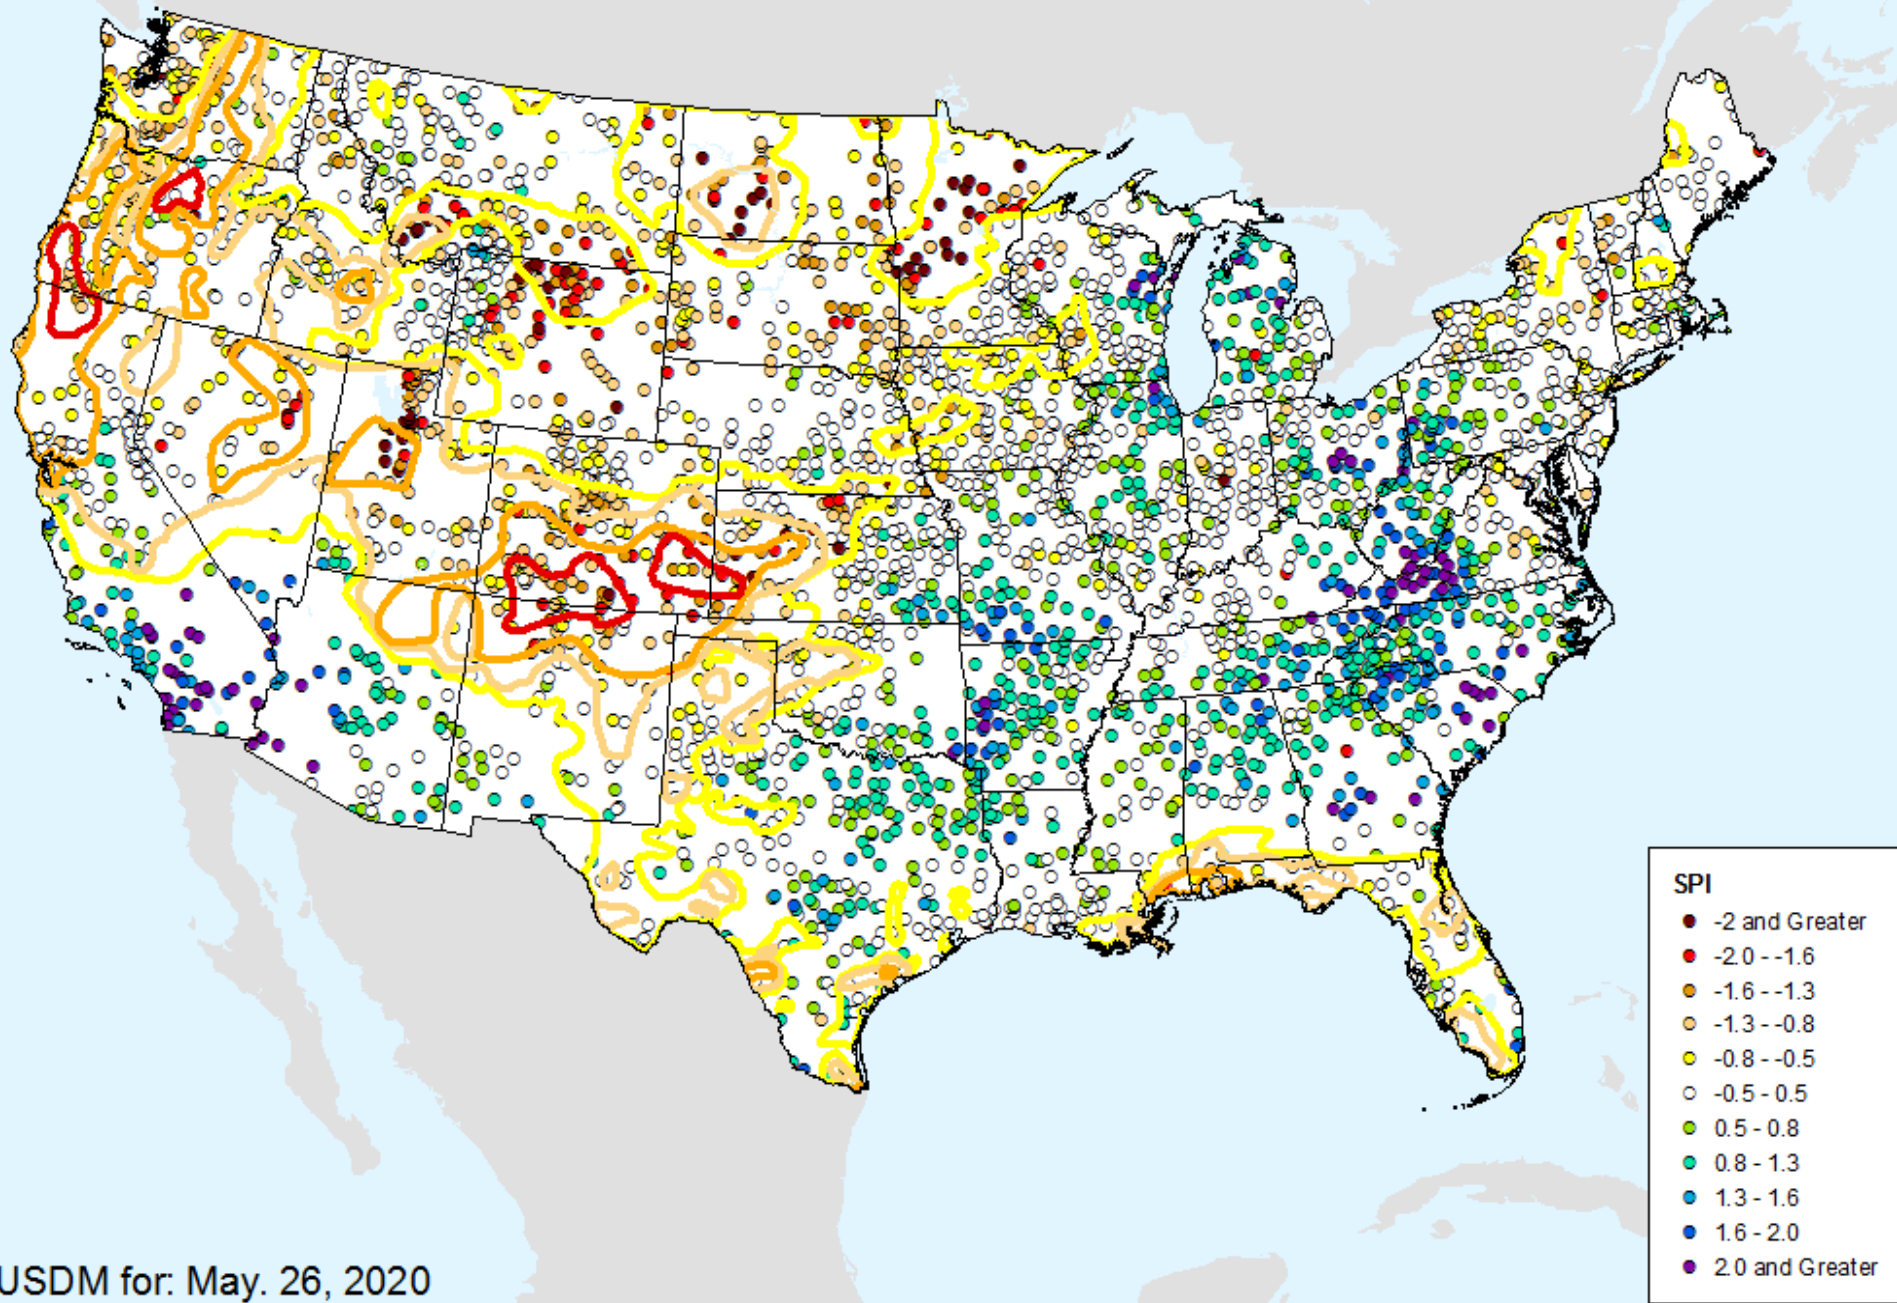 SPI
-2 and Greater
-2.0 - -1.6
-1.6 - -1.3
-1.3 - -0.8
-0.8 - -0.5
-0.5 - 0.5
0.5 - 0.8
0.8 - 1.3
1.3 - 1.6
1.6 - 2.0
2.0 and Greater
USDM for: May. 26, 2020